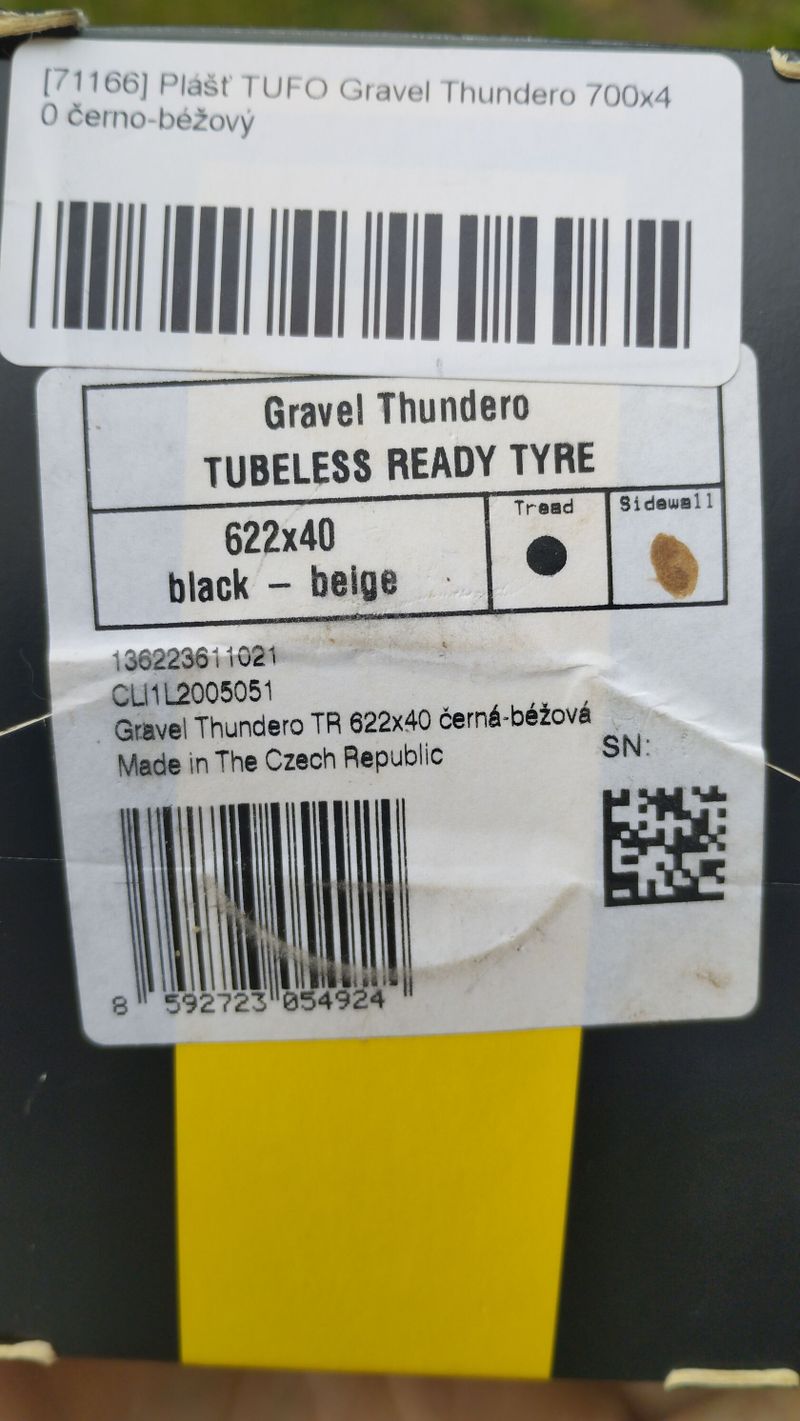 [71166] Plášť TUFO Gravel Thundero 700x4
0 černo-béžový
Gravel Thundero
TUBELESS READY TYRE
622x40
black – beige
Tread
Sidewall
136223611021
CLI1L2005051
Gravel Thundero TR 622x40 černá-béžová
Made in The Czech Republic
SN:
8 592723 054924